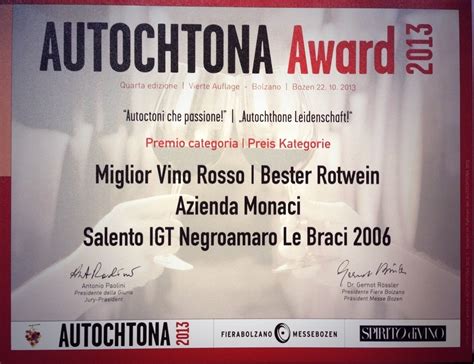 AUTOCHTONA Award 2013
Quarta edizione | Vierte Auflage - Bolzano | Bozen 22. 10. 2013
"Autoctoni che passione!" | „Autochthone Leidenschaft!"
Premio categoria | Preis Kategorie
Miglior Vino Rosso | Bester Rotwein
Azienda Monaci
Salento IGT Negroamaro Le Braci 2006
Antonio Paolini
Presidente della Giuria
Jury-Präsident
Dr. Gernot Rössler
Presidente Fiera Bolzano
Präsident Messe Bozen
AUTOCHTONA 2013
FIERABOLZANO MESSEBOZEN
SPIRITO diVINO